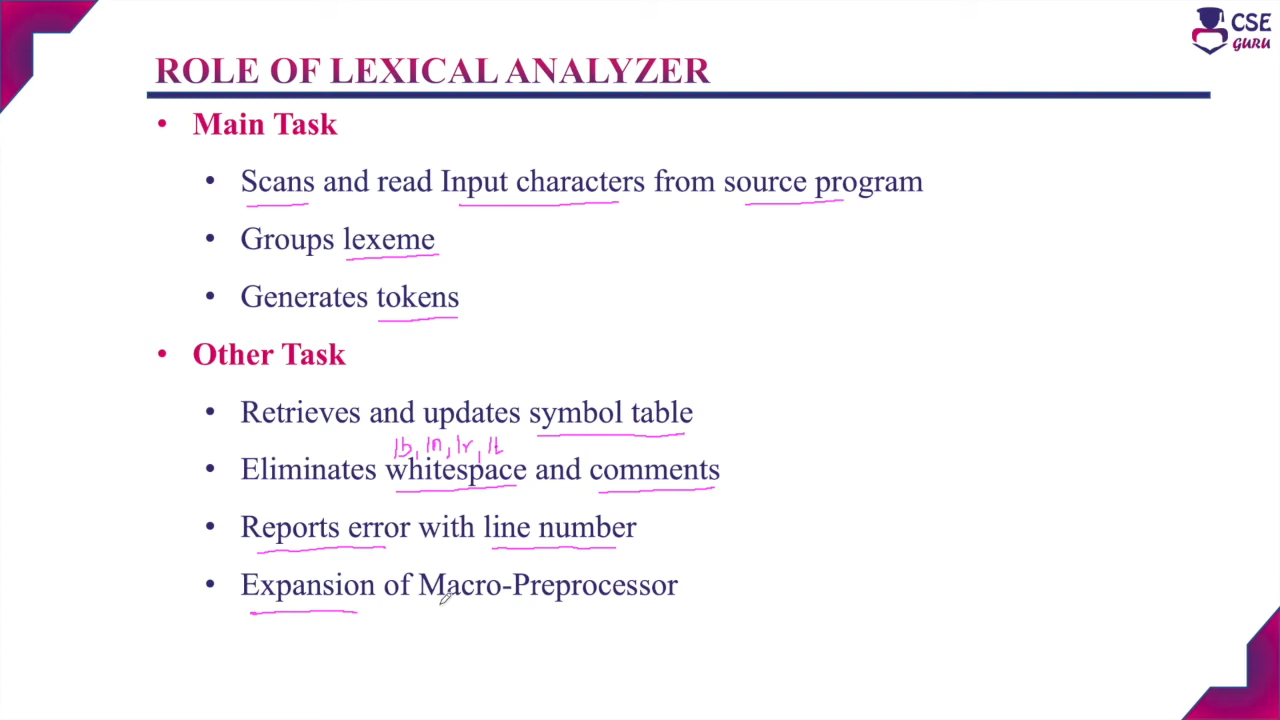 CSE
GURU
ROLE OF LEXICAL ANALYZER
• Main Task
• Scans and read Input characters from source program
• Groups lexeme
• Generates tokens
• Other Task
• Retrieves and updates symbol table
\b, \n, \r, \t
• Eliminates whitespace and comments
• Reports error with line number
• Expansion of Macro-Preprocessor